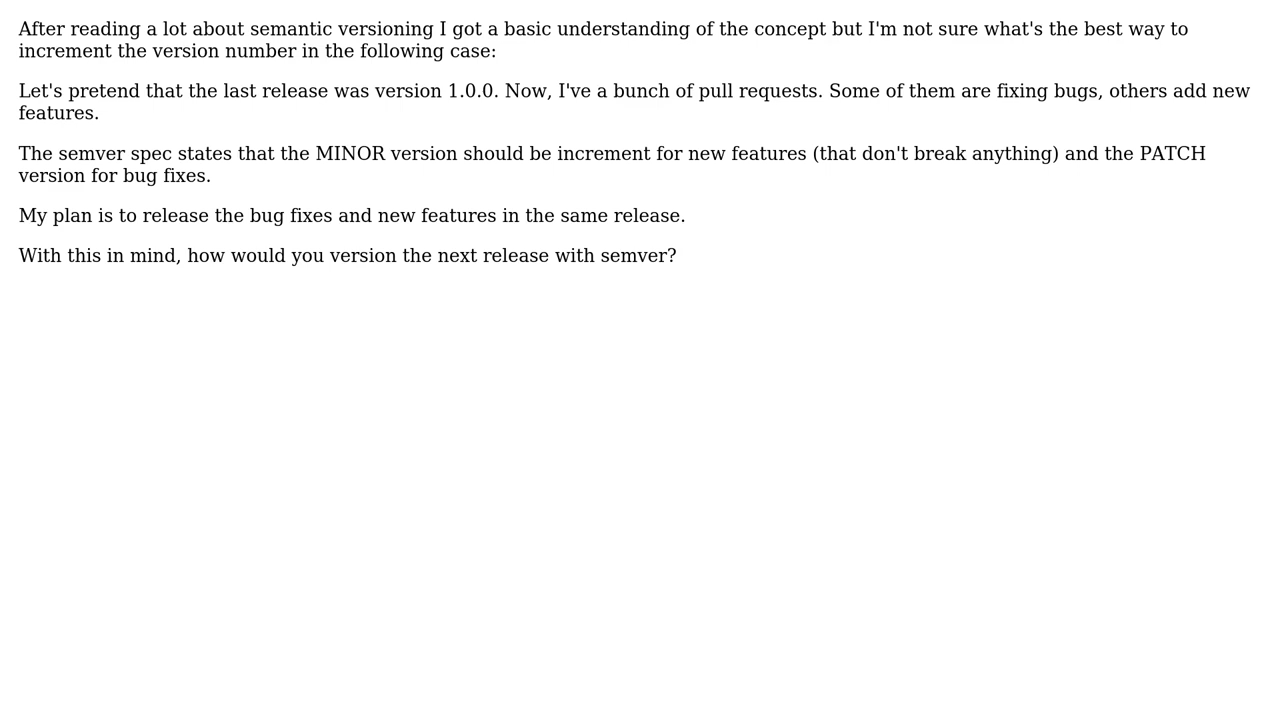 After reading a lot about semantic versioning I got a basic understanding of the concept but I'm not sure what's the best way to
increment the version number in the following case:
Let's pretend that the last release was version 1.0.0. Now, I've a bunch of pull requests. Some of them are fixing bugs, others add new
features.
The semver spec states that the MINOR version should be increment for new features (that don't break anything) and the PATCH
version for bug fixes.
My plan is to release the bug fixes and new features in the same release.
With this in mind, how would you version the next release with semver?